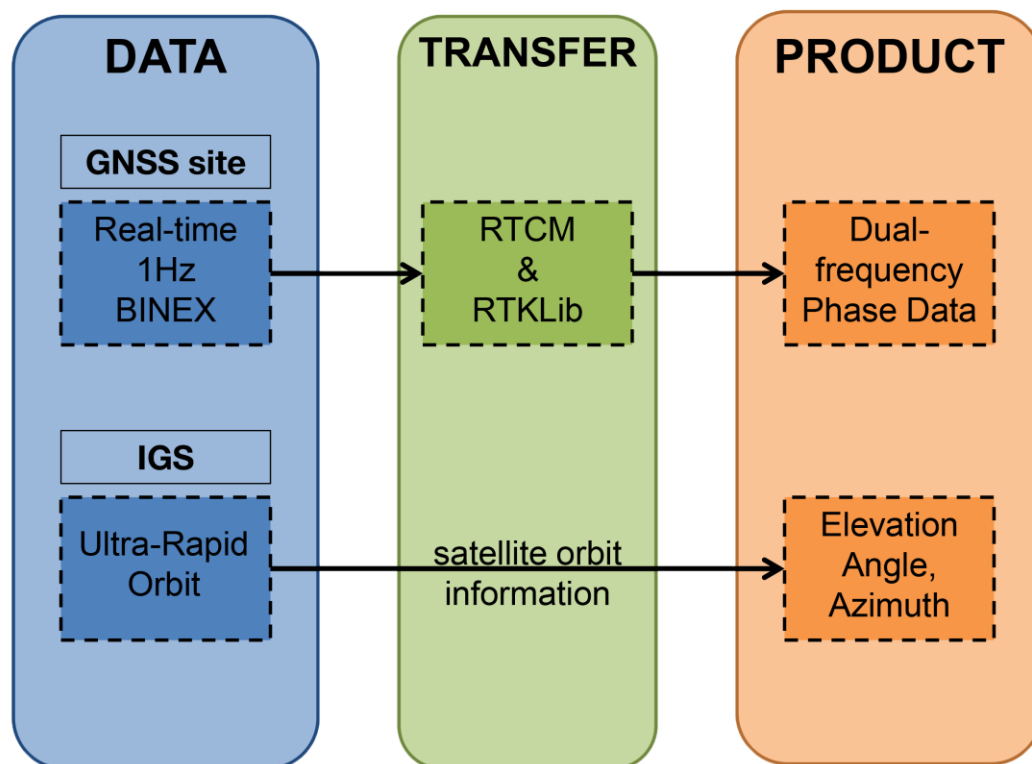 DATA
TRANSFER
PRODUCT
GNSS site
Real-time
1Hz
BINEX
RTCM
&
RTKLib
Dual-
frequency
Phase Data
IGS
Ultra-Rapid
Orbit
satellite orbit
information
Elevation
Angle,
Azimuth